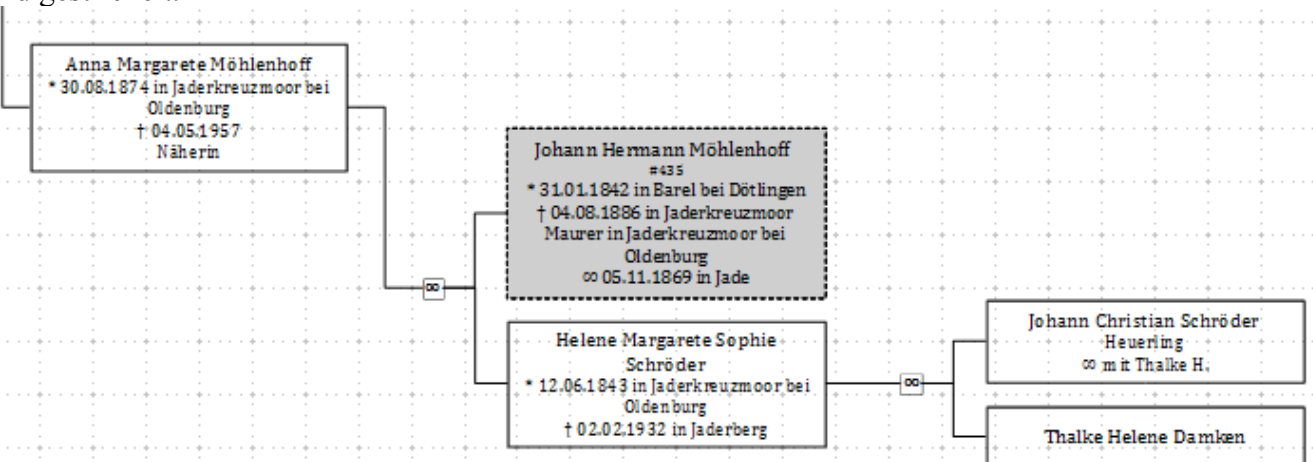 Anna Margarete Möhlenhoff
* 30.08.1874 in Jaderkreuzmoor bei
Oldenburg
† 04.05.1957
Näherin
Johann Hermann Möhlenhoff
#435
* 31.01.1842 in Barel bei Dötlingen
† 04.08.1886 in Jaderkreuzmoor
Maurer in Jaderkreuzmoor bei
Oldenburg
∞ 05.11.1869 in Jade
∞
Helene Margarete Sophie
Schröder
* 12.06.1843 in Jaderkreuzmoor bei
Oldenburg
† 02.02.1932 in Jaderberg
∞
Johann Christian Schröder
Heuerling
∞ mit Thalke H.
Thalke Helene Damken